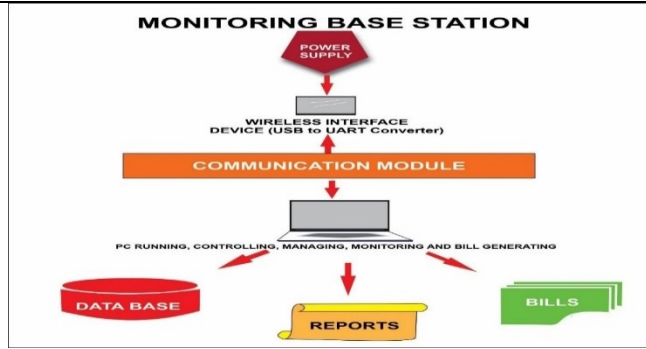 MONITORING BASE STATION
POWER
SUPPLY
WIRELESS INTERFACE
DEVICE (USB to UART Converter)
COMMUNICATION MODULE
PC RUNNING, CONTROLLING, MANAGING, MONITORING AND BILL GENERATING
DATA BASE
REPORTS
BILLS